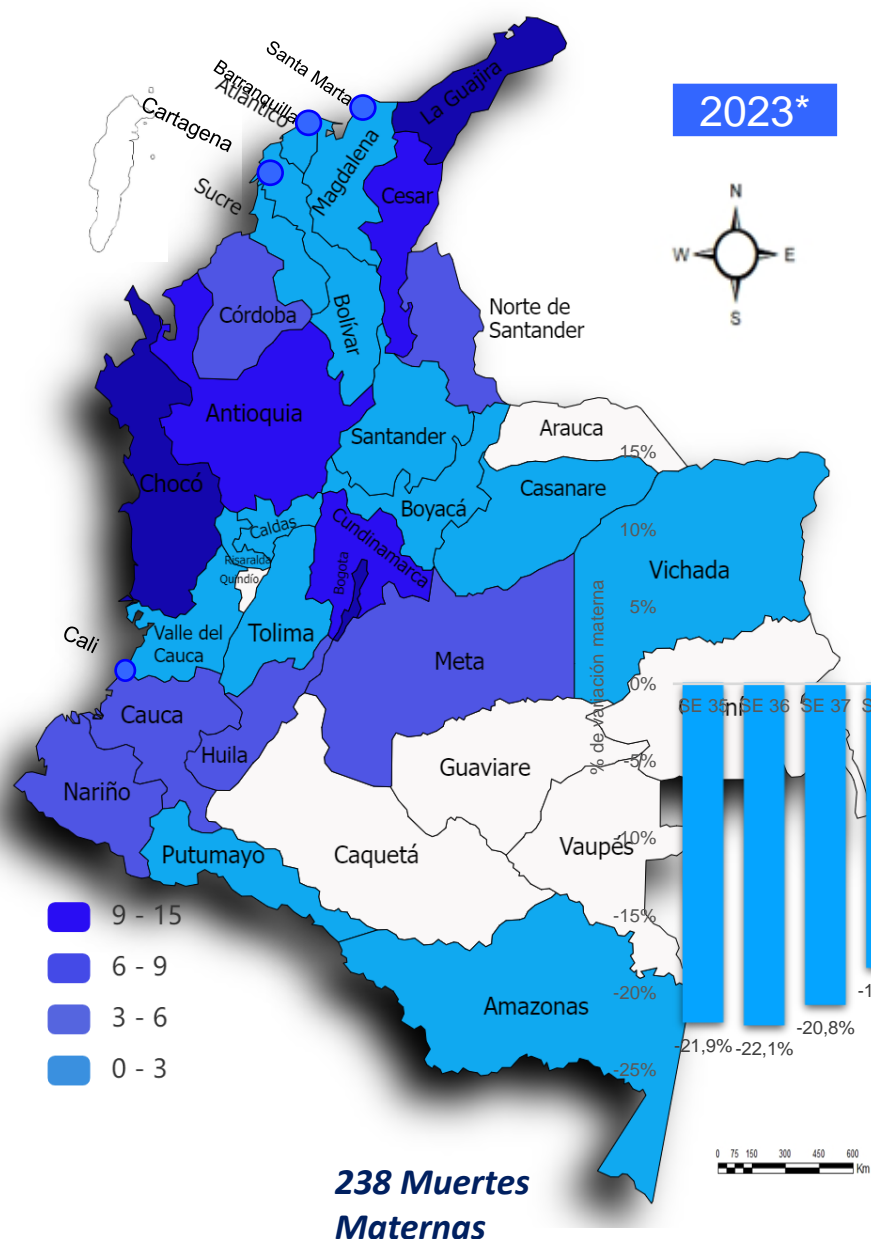 Santa Marta
Barranquilla
Atlántico
Cartagena
Sucre
La Guajira
2023*
Magdalena
Cesar
N
W
E
S
Córdoba
Bolívar
Norte de
Santander
Antioquia
Santander
Arauca
15%
Chocó
Boyacá
Casanare
Caldas
Cundinamarca
10%
Risaralda
Quindío
Bogota
Vichada
5%
Cali
Valle del
Cauca
Tolima
Meta
% de variación materna
0%
SE 35
SE 36
SE 37
Cauca
Huila
Guaviare
-5%
Nariño
Putumayo
Caquetá
Vaupés
-10%
9 - 15
-15%
6 - 9
3 - 6
Amazonas
-20%
-20,8%
-21,9%
-22,1%
0 - 3
-25%
0 75 150 300 450 600
Km
238 Muertes
Maternas